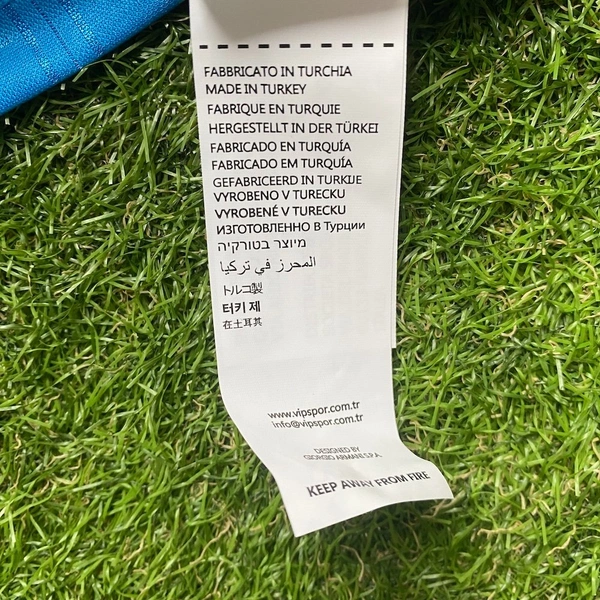 FABBRICATO IN TURCHIA
MADE IN TURKEY
FABRIQUE EN TURQUIE
HERGESTELLT IN DER TÜRKEI
FABRICADO EN TURQUÍA
FABRICADO EM TURQUÍA
GEFABRICEERD IN TURKIJE
VYROBENO V TURECKU
VYROBENÉ V TURECKU
ИЗГОТОВЛЕННО В Турции
מיוצר בטורקיה
المحرز في تركيا
トルコ製
터키 제
在土耳其
www.vipspor.com.tr
info@vipspor.com.tr
DESIGNED BY
GIORGIO ARMANI S.P.A.
KEEP AWAY FROM FIRE